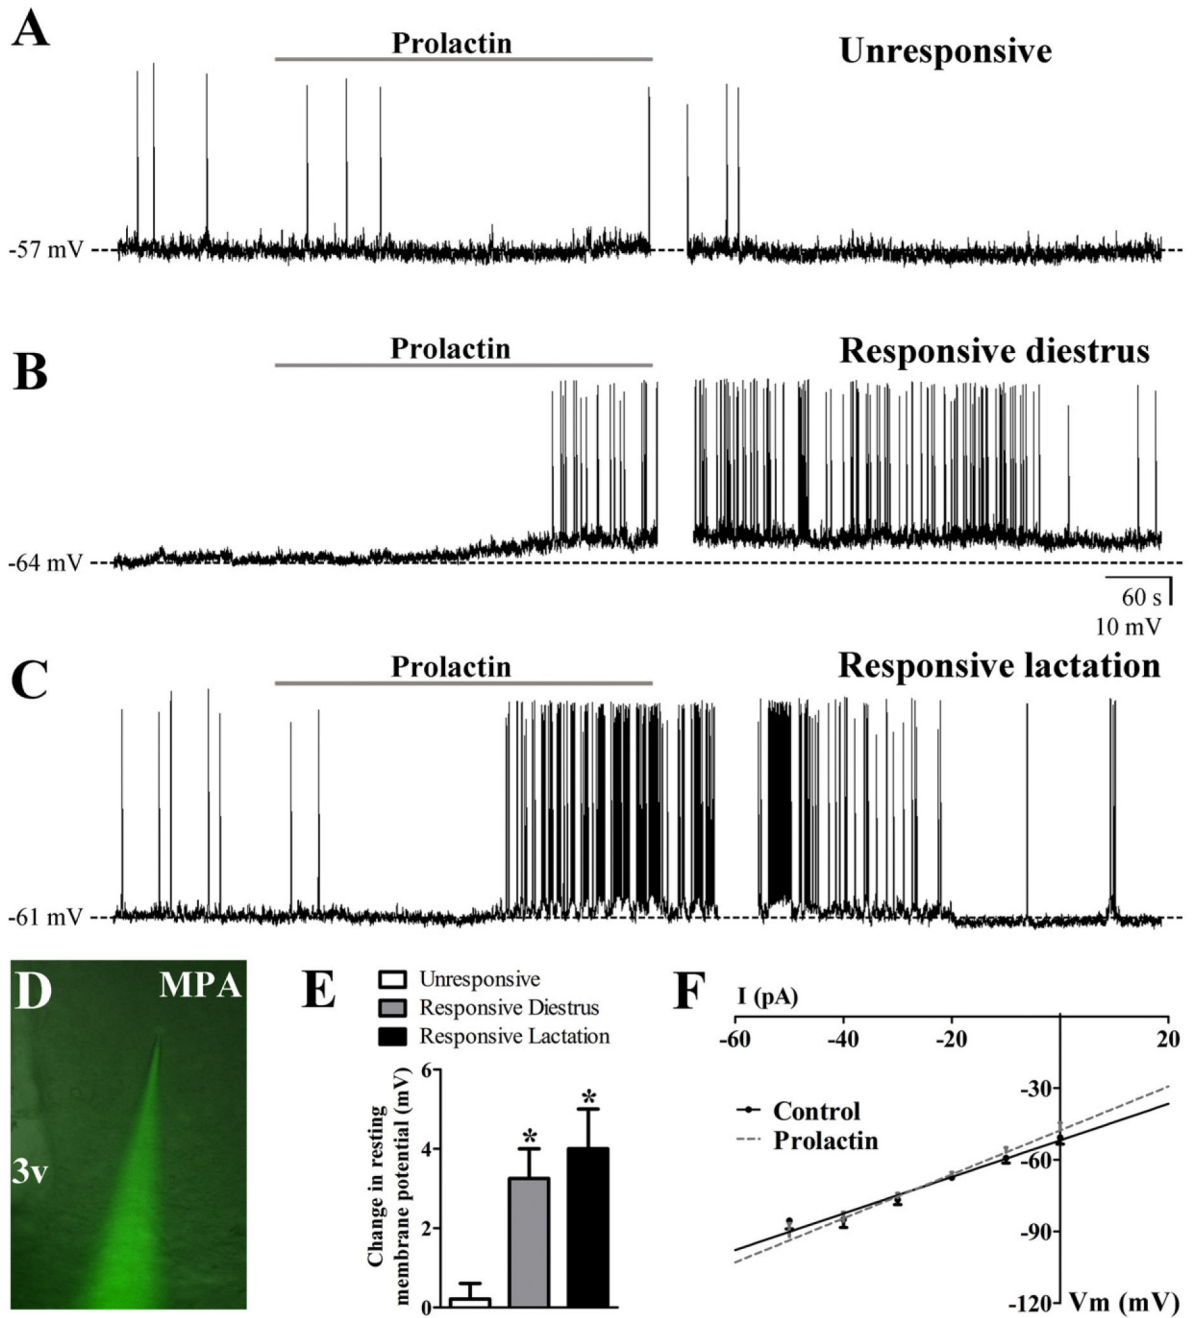 A
Prolactin
Unresponsive
-57 mV
B
Prolactin
Responsive diestrus
-64 mV
60 s
10 mV
C
Prolactin
Responsive lactation
-61 mV
D
MPA
3v
E
Unresponsive
Responsive Diestrus
Responsive Lactation
Change in resting
membrane potential (mV)
6
4
2
0
*
*
F
I (pA)
-60
-40
-20
20
-30
-60
-90
-120
Control
Prolactin
Vm (mV)